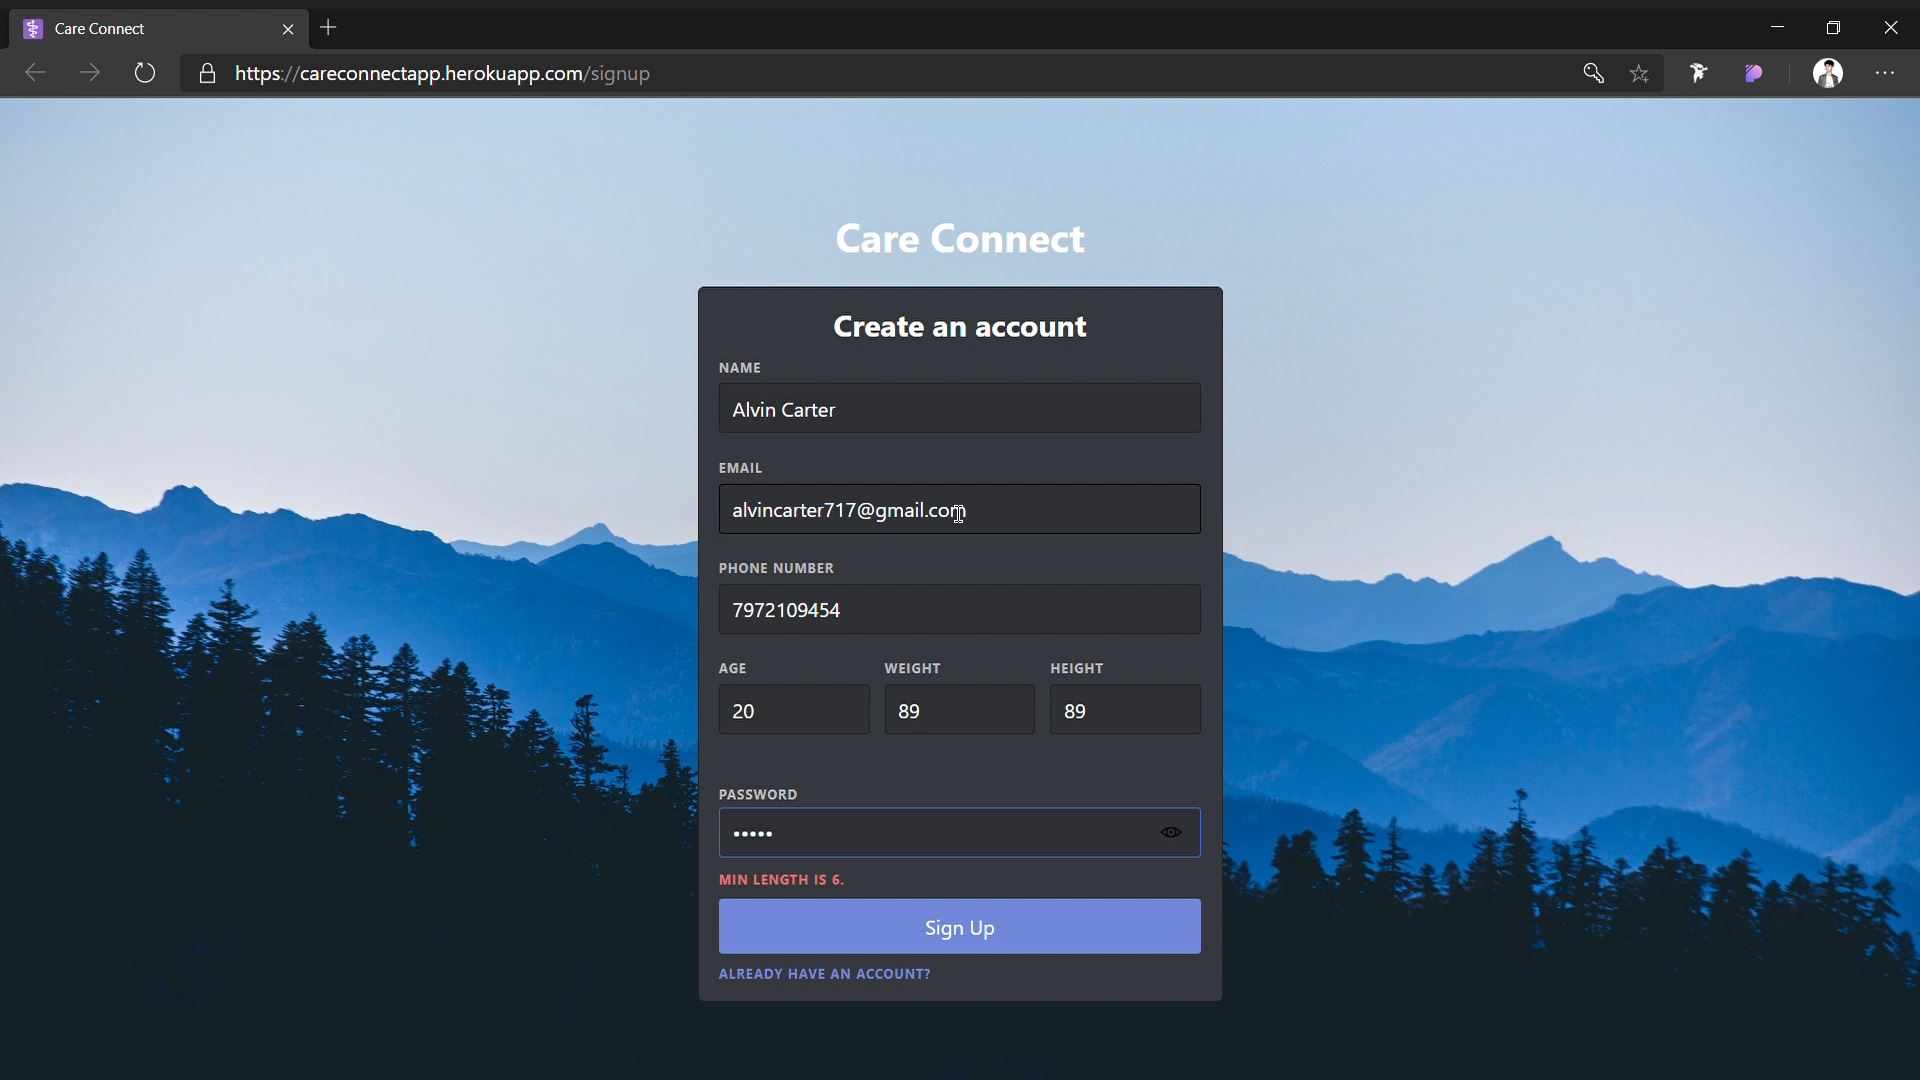 Care Connect
https://careconnectapp.herokuapp.com/signup
Care Connect
Create an account
NAME
Alvin Carter
EMAIL
alvincarter717@gmail.com
PHONE NUMBER
7972109454
AGE WEIGHT HEIGHT
20 89 89
PASSWORD
•••••
MIN LENGTH IS 6.
Sign Up
ALREADY HAVE AN ACCOUNT?